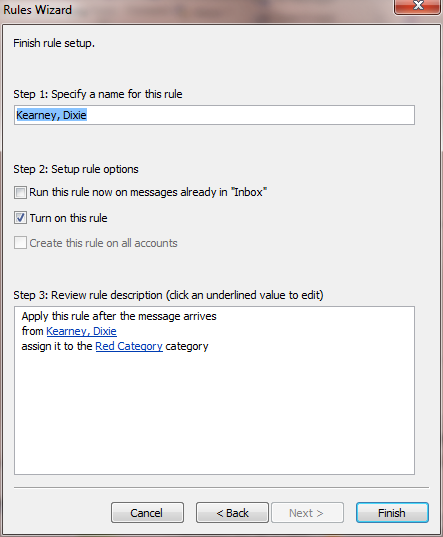 Rules Wizard
Finish rule setup.
Step 1: Specify a name for this rule
Kearney, Dixie
Step 2: Setup rule options
Run this rule now on messages already in "Inbox"
Turn on this rule
Create this rule on all accounts
Step 3: Review rule description (click an underlined value to edit)
Apply this rule after the message arrives
from Kearney, Dixie
assign it to the Red Category category
Cancel < Back Next > Finish